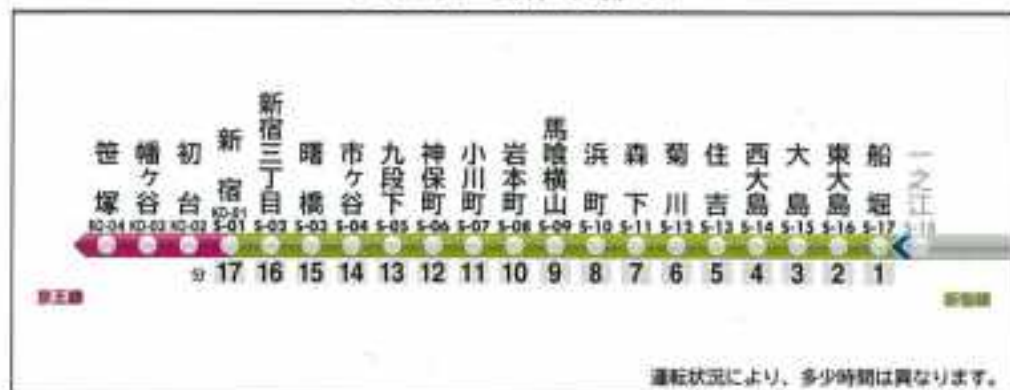 笹塚 幡ヶ谷 初台 新宿 新宿三丁目 曙橋 市ヶ谷 九段下 神保町 小川町 岩本町 馬喰横山 浜町 森下 菊川 住吉 西大島 大島 東大島 船堀 一之江
KO-04 KO-03 KO-02 KO-01 S-01 S-02 S-03 S-04 S-05 S-06 S-07 S-08 S-09 S-10 S-11 S-12 S-13 S-14 S-15 S-16 S-17 S-18
分 17 16 15 14 13 12 11 10 9 8 7 6 5 4 3 2 1
京王線 新宿線
運転状況により、多少時間は異なります。